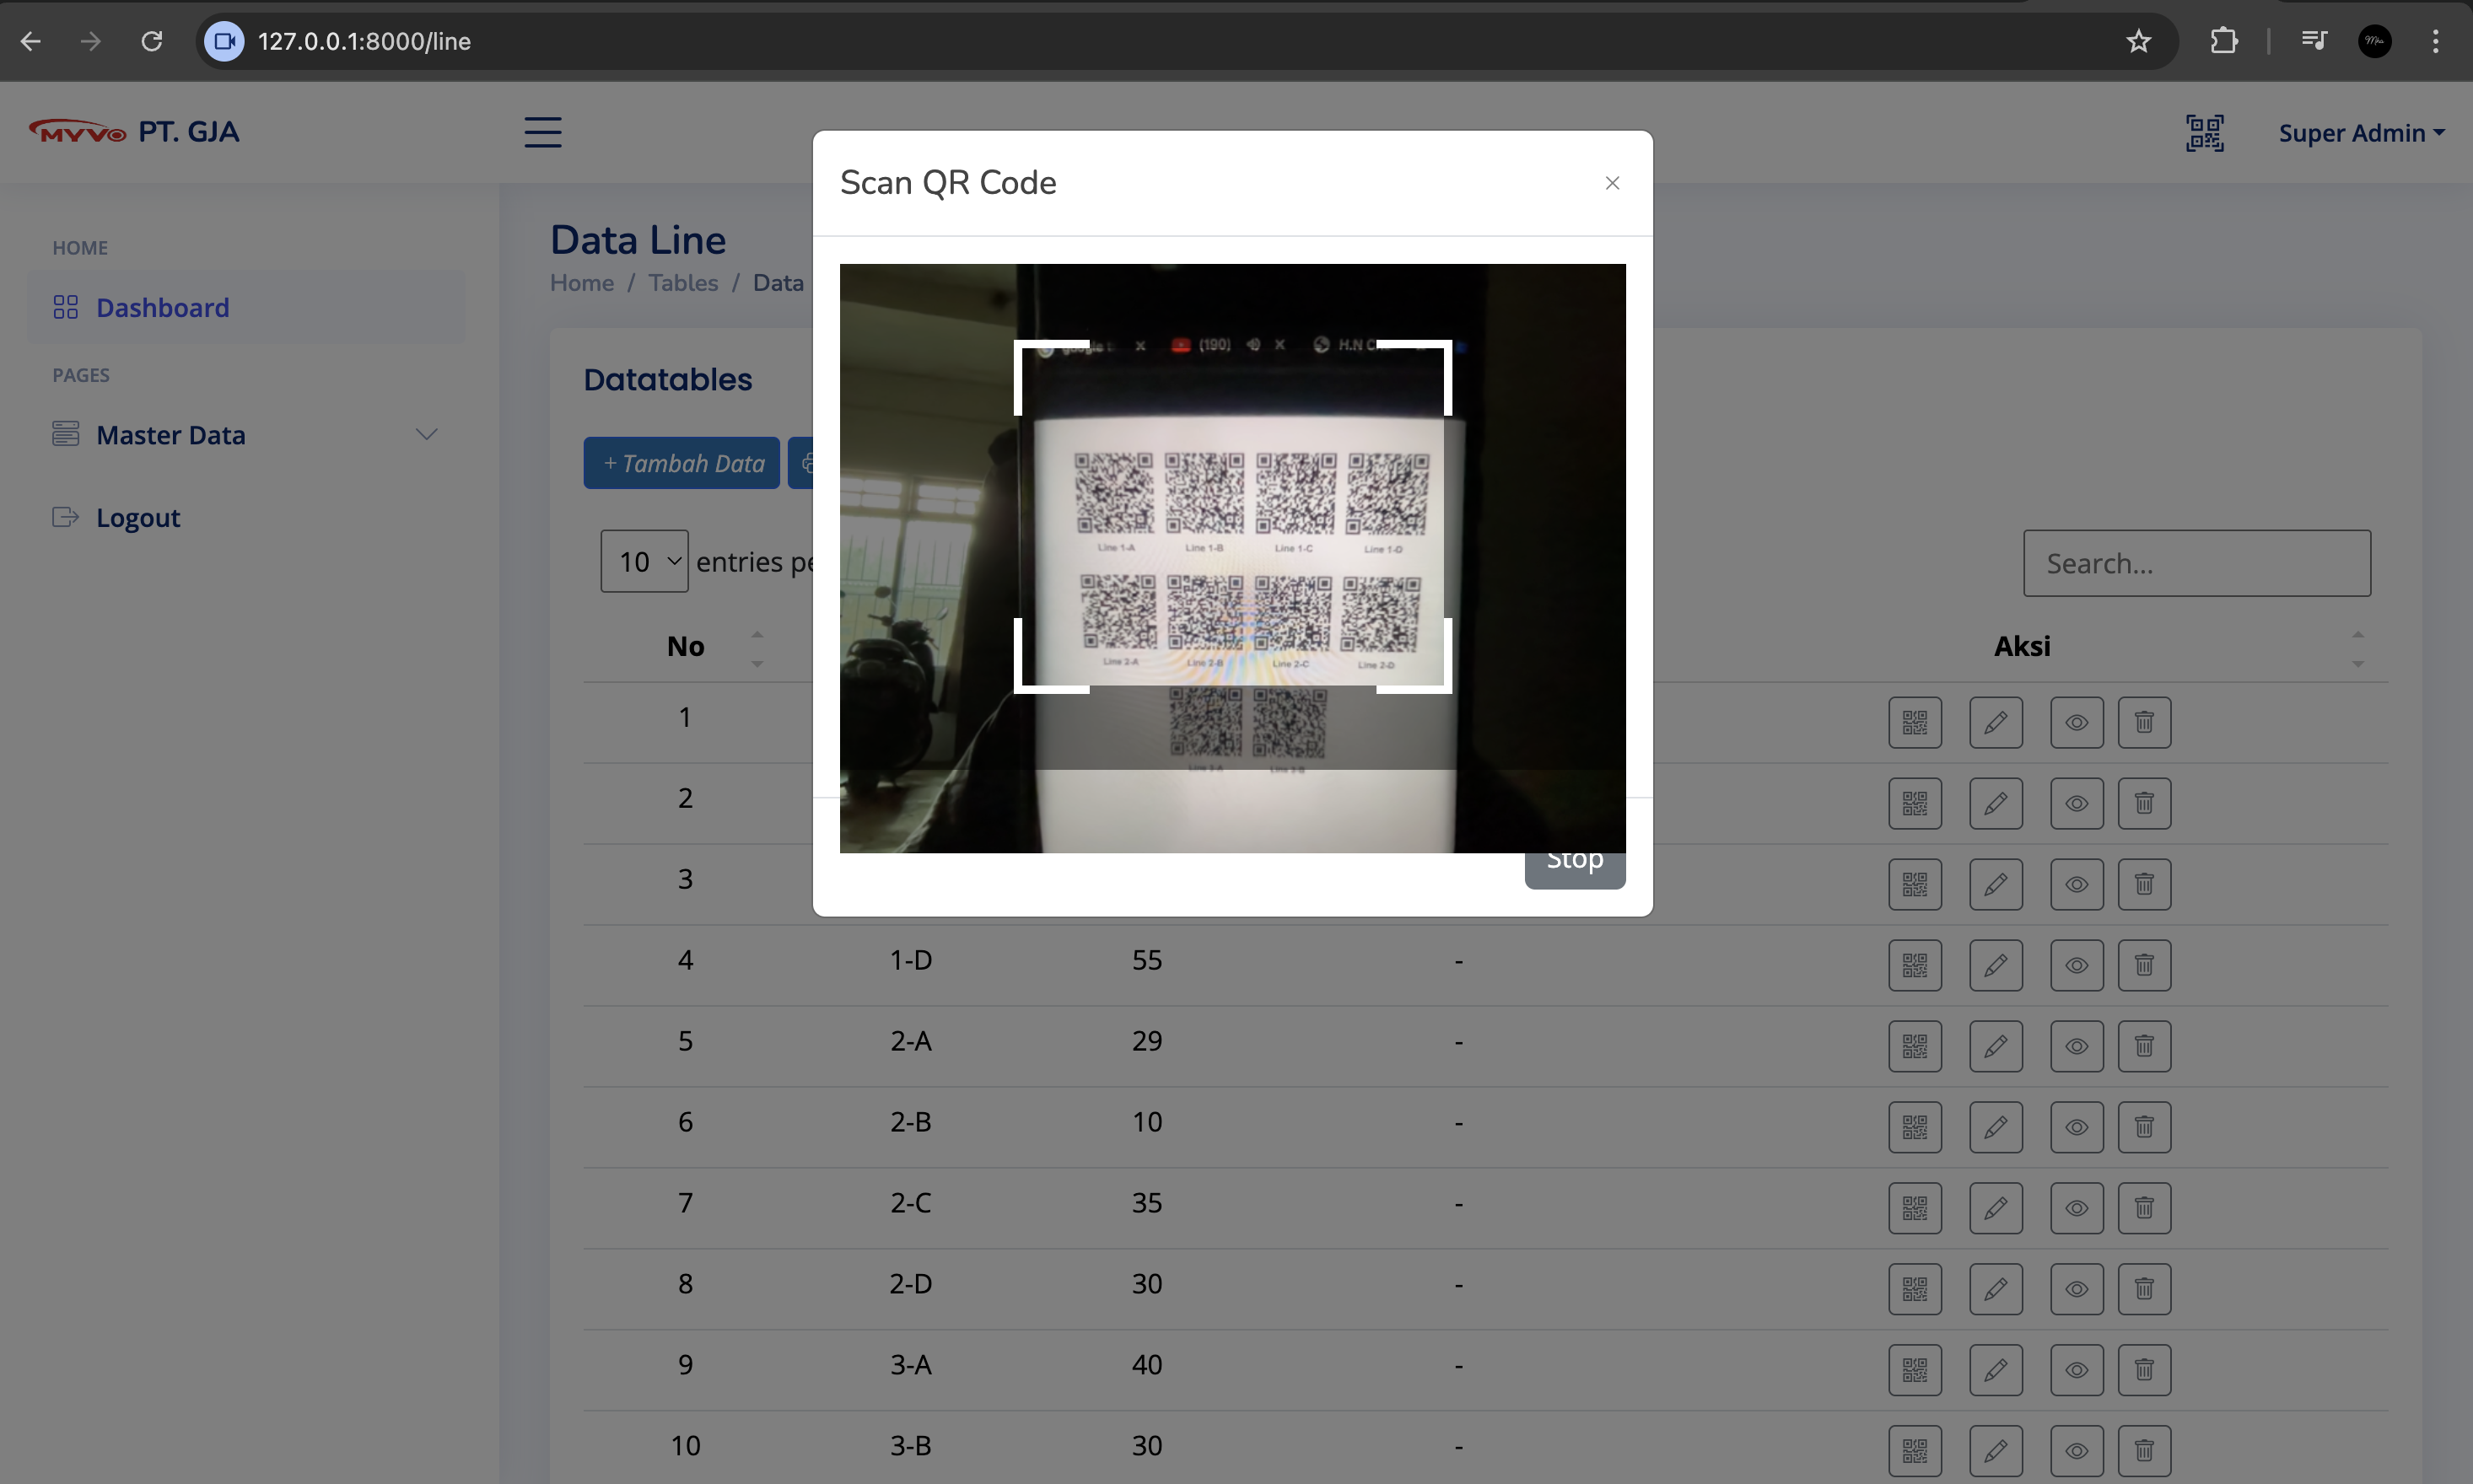 127.0.0.1:8000/line
MYVO PT. GJA
Super Admin
Scan QR Code
HOME
Dashboard
PAGES
Master Data
Logout
Data Line
Home / Tables / Data
Datatables
+ Tambah Data
10 entries pe
Search...
(190)
H.N C
Line 1-A Line 1-B Line 1-C Line 1-D
Line 2-A Line 2-B Line 2-C Line 2-D
Line 3-A Line 3-B
Stop
No Aksi
1
2
3
4 1-D 55 -
5 2-A 29 -
6 2-B 10 -
7 2-C 35 -
8 2-D 30 -
9 3-A 40 -
10 3-B 30 -